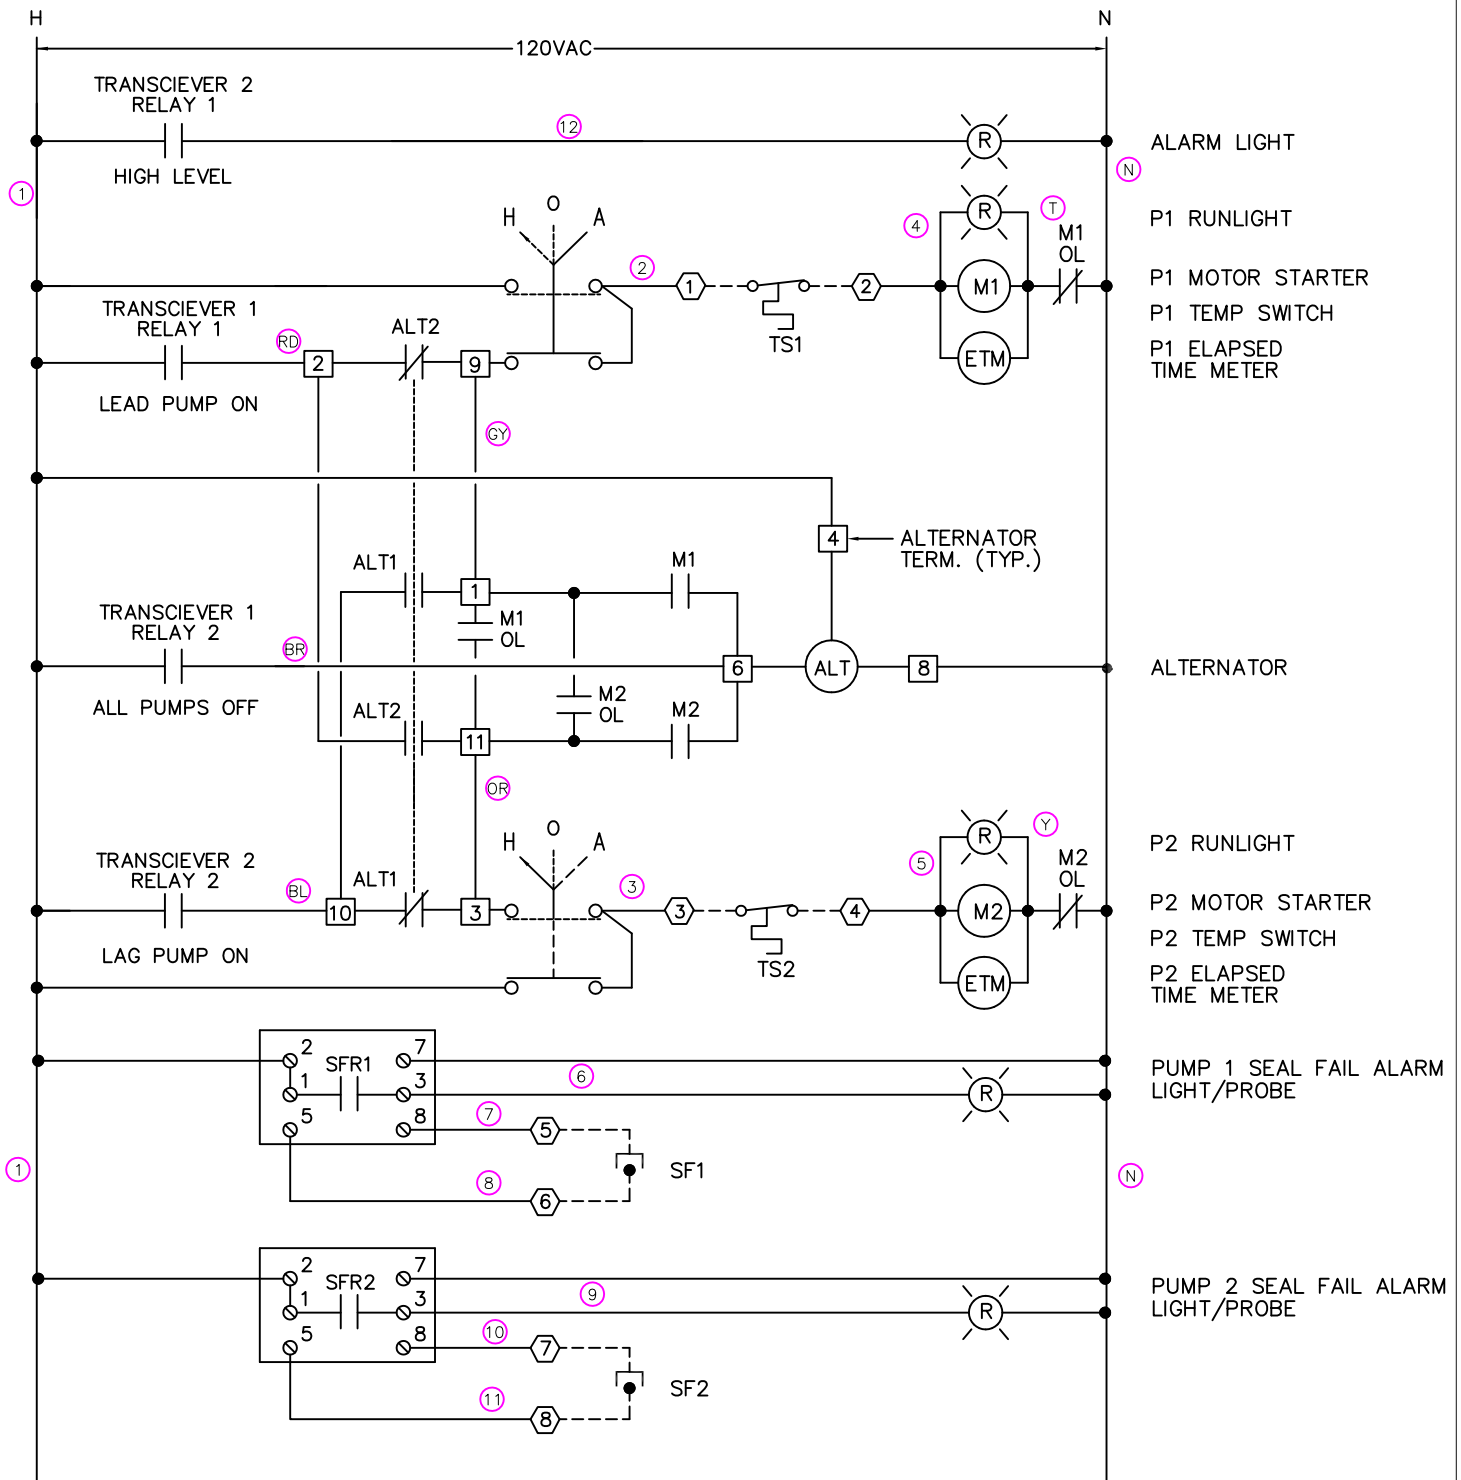 H
N
120VAC
TRANSCIEVER 2
RELAY 1
HIGH LEVEL
12
R
ALARM LIGHT
1
N
H
O
A
4
R
T
M1
OL
P1 RUNLIGHT
2
1
TS1
2
M1
P1 MOTOR STARTER
P1 TEMP SWITCH
P1 ELAPSED
TIME METER
TRANSCIEVER 1
RELAY 1
LEAD PUMP ON
RD
2
ALT2
9
ETM
GY
4
ALTERNATOR
TERM. (TYP.)
ALT1
1
M1
OL
M1
TRANSCIEVER 1
RELAY 2
ALL PUMPS OFF
BR
6
ALT
8
ALTERNATOR
ALT2
11
M2
OL
M2
OR
H
O
A
5
R
Y
M2
OL
P2 RUNLIGHT
TRANSCIEVER 2
RELAY 2
LAG PUMP ON
BL
10
ALT1
3
3
3
TS2
4
M2
P2 MOTOR STARTER
P2 TEMP SWITCH
P2 ELAPSED
TIME METER
ETM
2
SFR1
7
1
3
5
8
6
R
PUMP 1 SEAL FAIL ALARM
LIGHT/PROBE
7
5
SF1
1
8
6
N
2
SFR2
7
1
3
5
8
9
R
PUMP 2 SEAL FAIL ALARM
LIGHT/PROBE
10
7
SF2
11
8